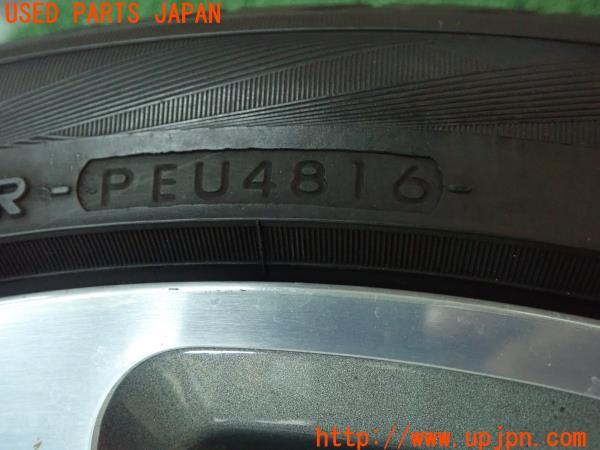 USED PARTS JAPAN
R-PEU4816-
http://www.upjpn.com